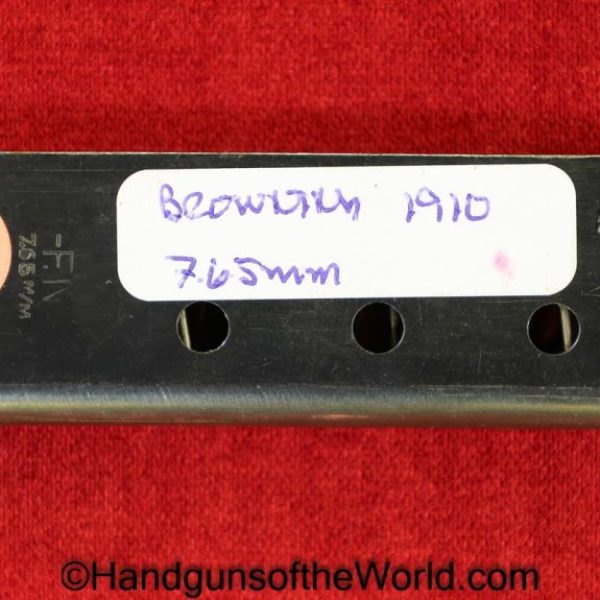 BROWNING 1910
7.65mm
-F.N
7.65 M/M
©HandgunsoftheWorld.com